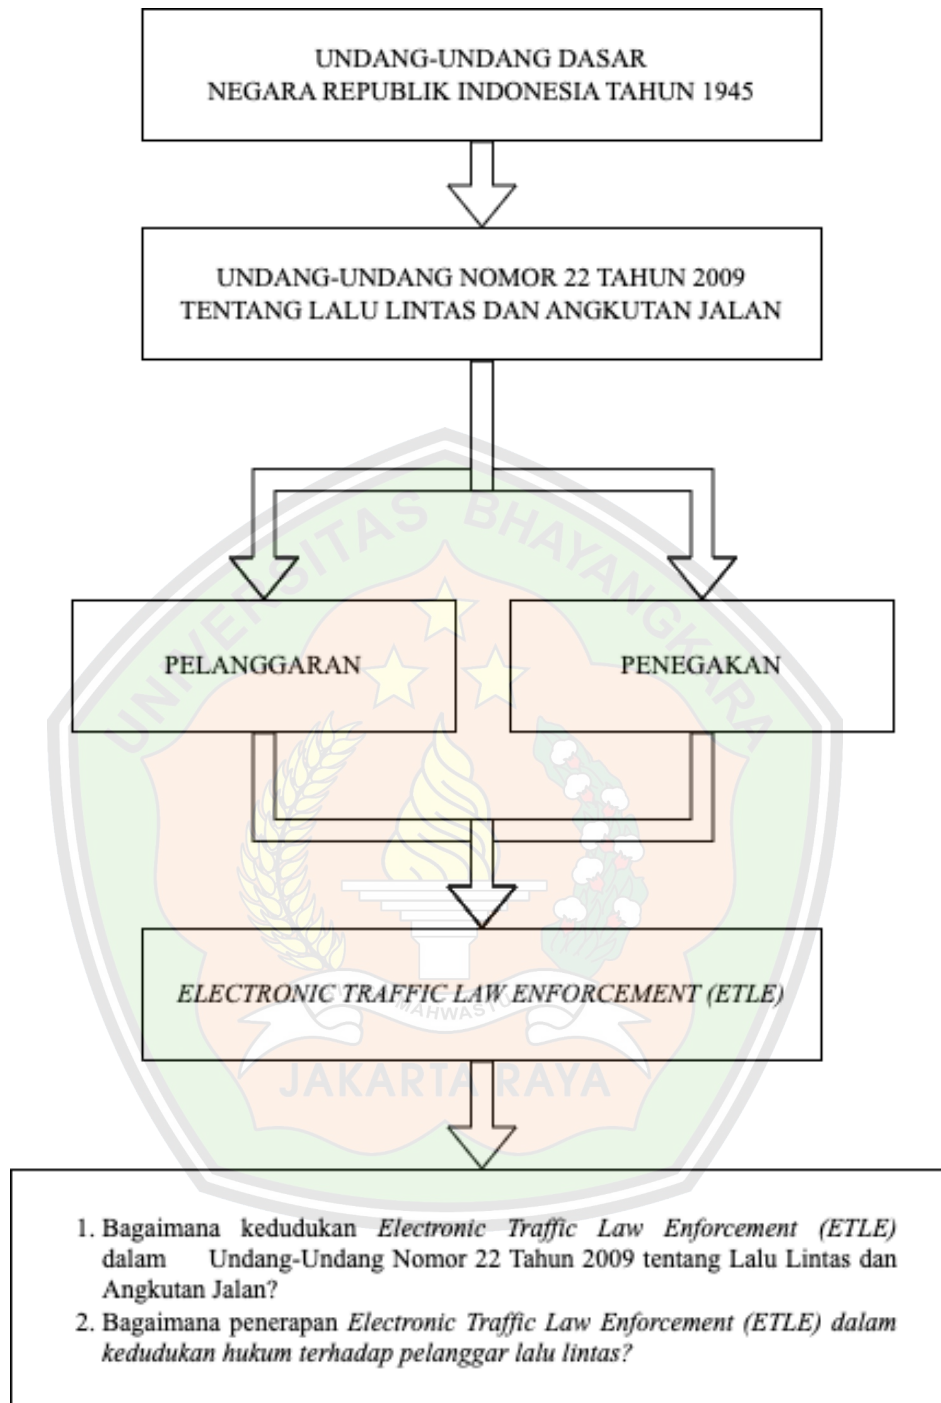 UNDANG-UNDANG DASAR
NEGARA REPUBLIK INDONESIA TAHUN 1945
UNDANG-UNDANG NOMOR 22 TAHUN 2009
TENTANG LALU LINTAS DAN ANGKUTAN JALAN
UNIVERSITAS BHAYANGKARA
PELANGGARAN
PENEGAKAN
ELECTRONIC TRAFFIC LAW ENFORCEMENT (ETLE)
JAKARTA RAYA
1. Bagaimana kedudukan Electronic Traffic Law Enforcement (ETLE)
dalam Undang-Undang Nomor 22 Tahun 2009 tentang Lalu Lintas dan
Angkutan Jalan?
2. Bagaimana penerapan Electronic Traffic Law Enforcement (ETLE) dalam
kedudukan hukum terhadap pelanggar lalu lintas?